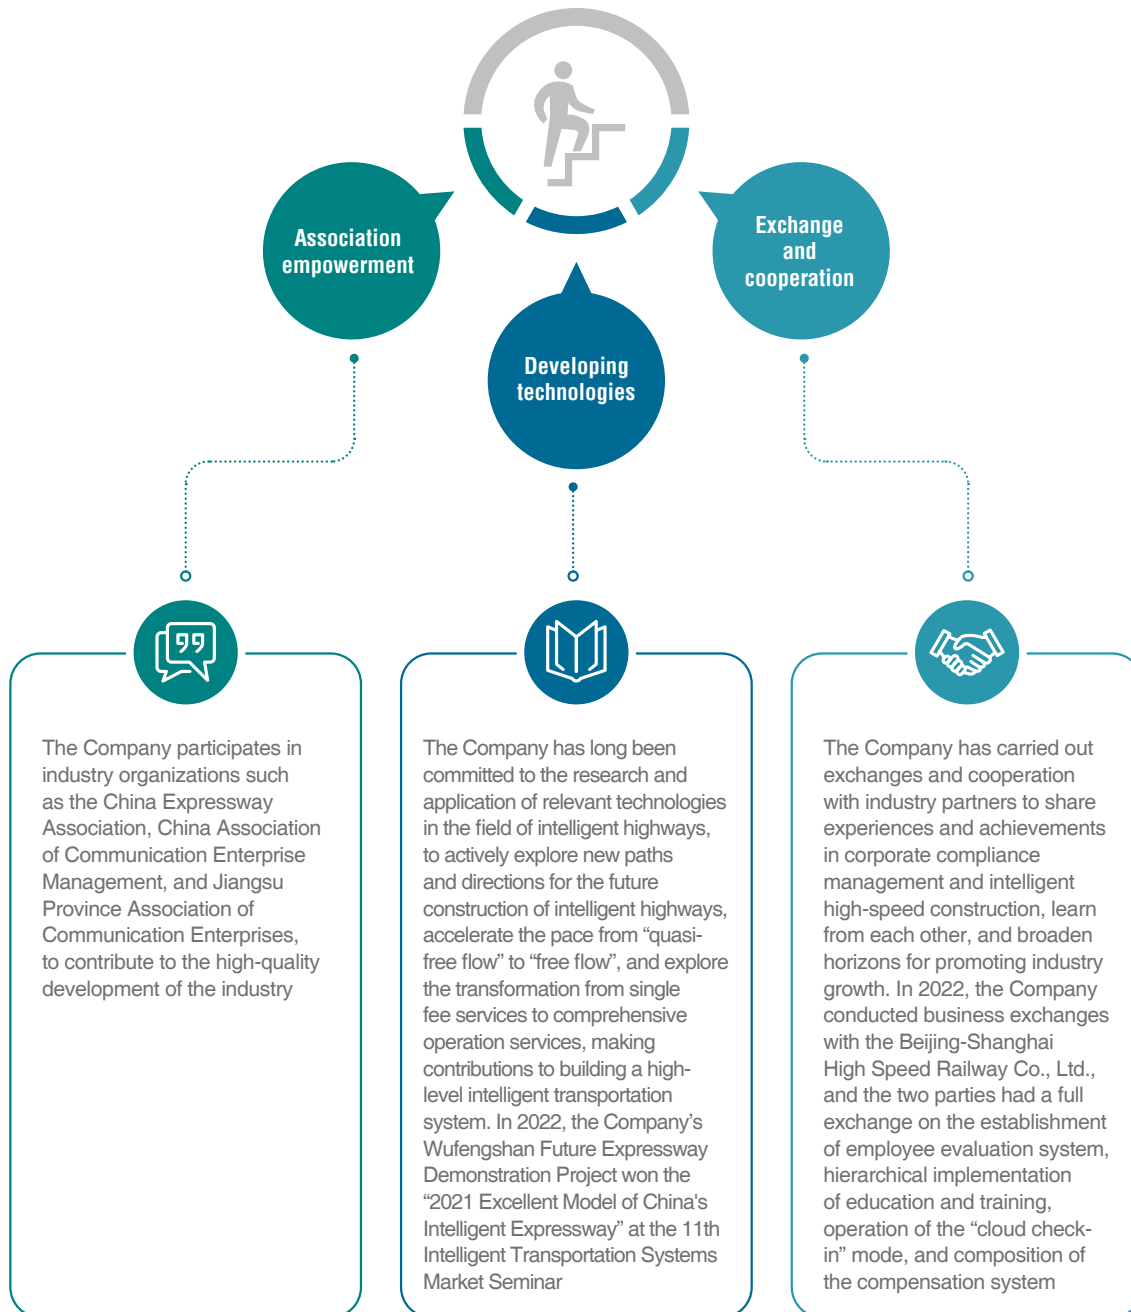 Association
empowerment
Exchange
and
cooperation
Developing
technologies
The Company participates in
industry organizations such
as the China Expressway
Association, China Association
of Communication Enterprise
Management, and Jiangsu
Province Association of
Communication Enterprises,
to contribute to the high-quality
development of the industry
The Company has long been
committed to the research and
application of relevant technologies
in the field of intelligent highways,
to actively explore new paths
and directions for the future
construction of intelligent highways,
accelerate the pace from “quasi-
free flow” to “free flow”, and explore
the transformation from single
fee services to comprehensive
operation services, making
contributions to building a high-
level intelligent transportation
system. In 2022, the Company’s
Wufengshan Future Expressway
Demonstration Project won the
“2021 Excellent Model of China's
Intelligent Expressway” at the 11th
Intelligent Transportation Systems
Market Seminar
The Company has carried out
exchanges and cooperation
with industry partners to share
experiences and achievements
in corporate compliance
management and intelligent
high-speed construction, learn
from each other, and broaden
horizons for promoting industry
growth. In 2022, the Company
conducted business exchanges
with the Beijing-Shanghai
High Speed Railway Co., Ltd.,
and the two parties had a full
exchange on the establishment
of employee evaluation system,
hierarchical implementation
of education and training,
operation of the “cloud check-
in” mode, and composition of
the compensation system